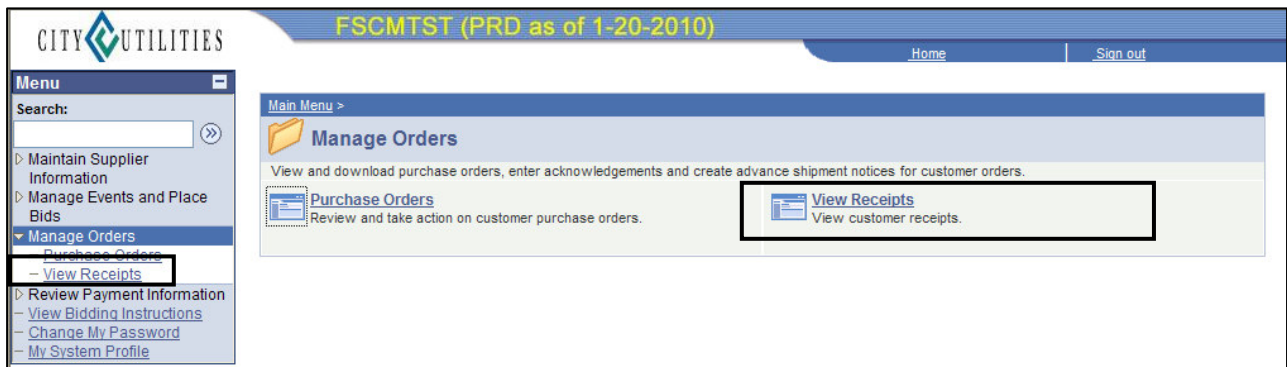 CITY UTILITIES
FSCMTST (PRD as of 1-20-2010)
Home
Sign out
Menu
Search:
Maintain Supplier
Information
Manage Events and Place
Bids
Manage Orders
– Purchase Orders
– View Receipts
Review Payment Information
– View Bidding Instructions
– Change My Password
– My System Profile
Main Menu >
Manage Orders
View and download purchase orders, enter acknowledgements and create advance shipment notices for customer orders.
Purchase Orders
Review and take action on customer purchase orders.
View Receipts
View customer receipts.